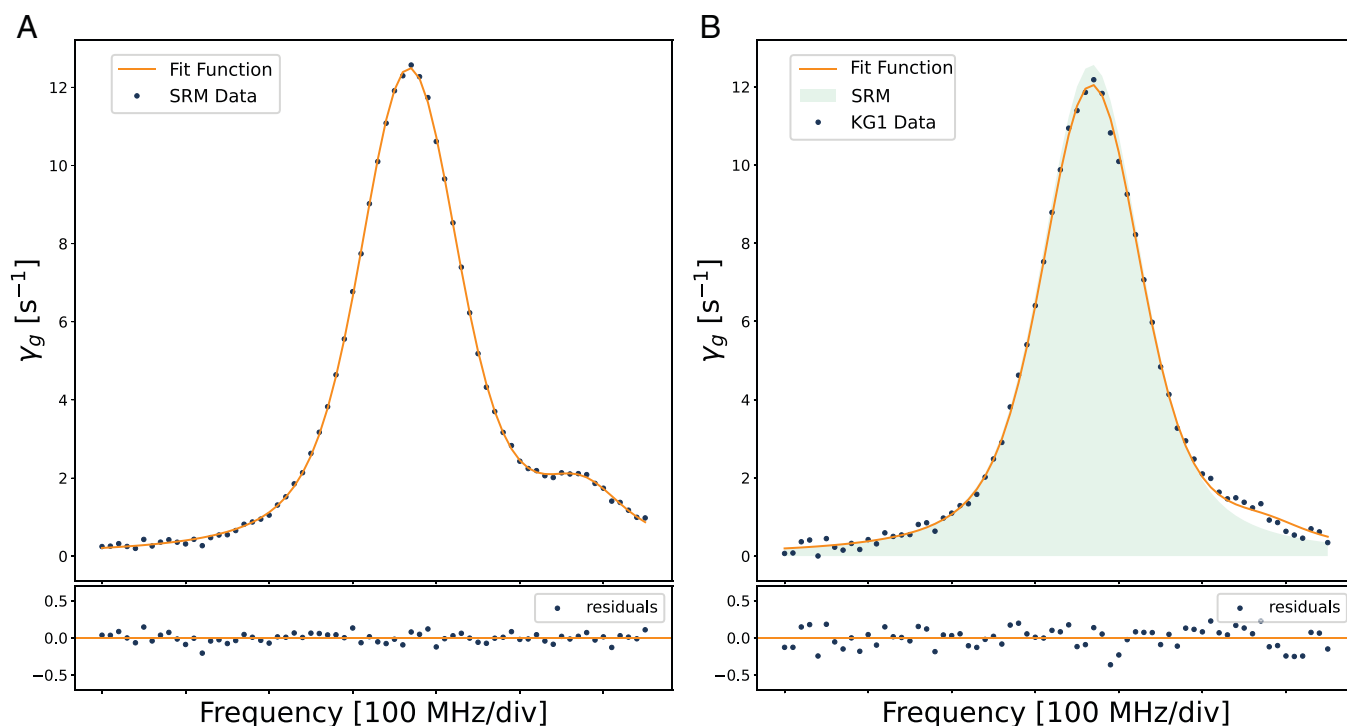 A
Fit Function
SRM Data
12
10
8
6
4
2
0
γg [s⁻¹]
0.5
0.0
−0.5
residuals
Frequency [100 MHz/div]
B
Fit Function
SRM
KG1 Data
12
10
8
6
4
2
0
γg [s⁻¹]
0.5
0.0
−0.5
residuals
Frequency [100 MHz/div]